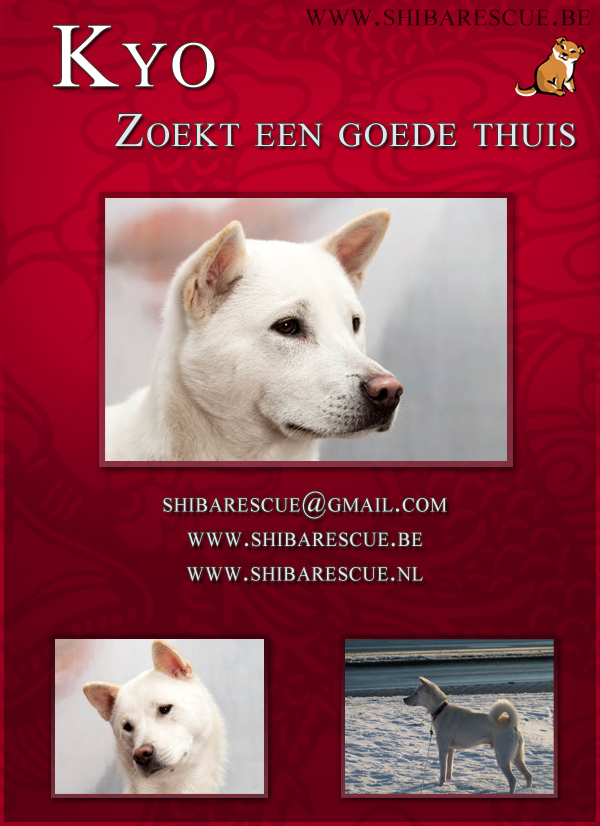 WWW.SHIBARESCUE.BE
Kyo
Zoekt een goede thuis
shibarescue@gmail.com
www.shibarescue.be
www.shibarescue.nl